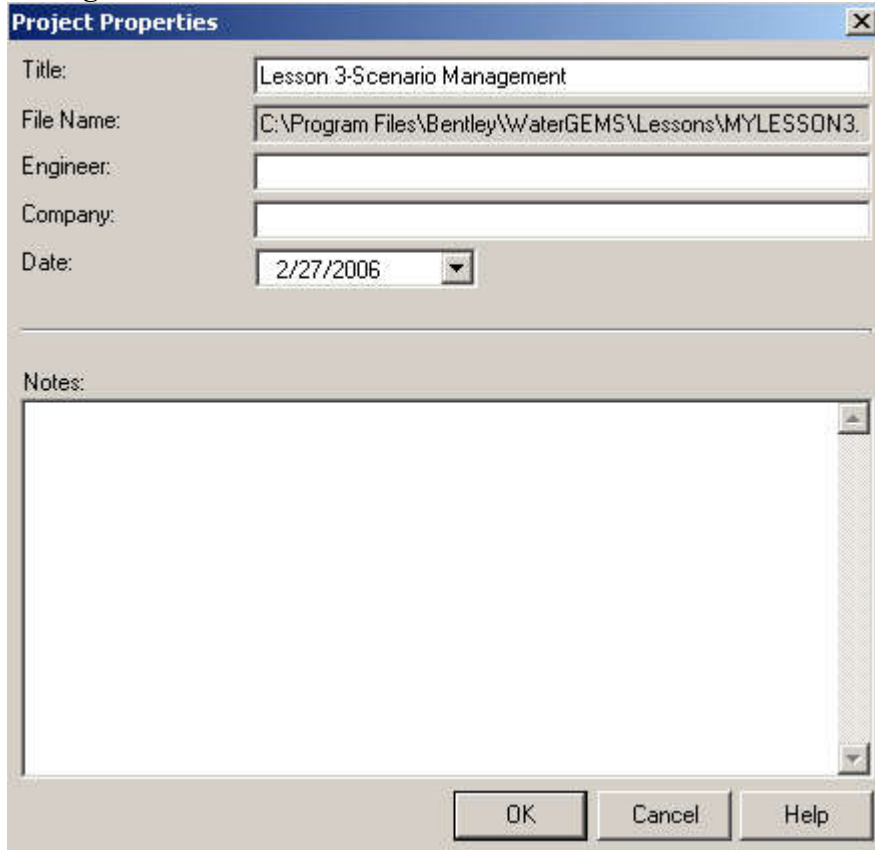 Project Properties
Title:
Lesson 3-Scenario Management
File Name:
C:\Program Files\Bentley\WaterGEMS\Lessons\MYLESSON3.
Engineer:
Company:
Date:
2/27/2006
Notes:
OK Cancel Help